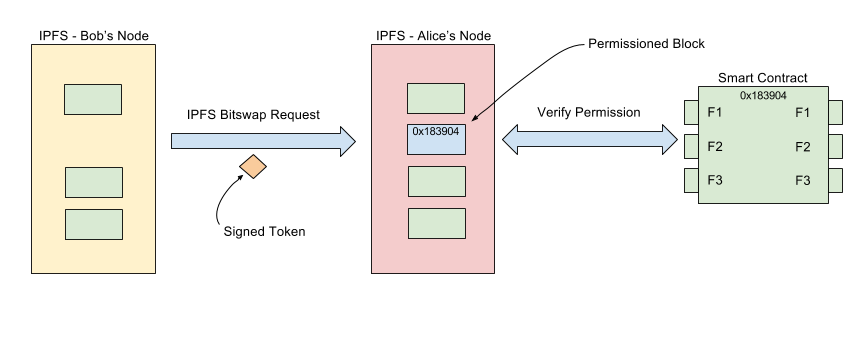 IPFS - Bob's Node
IPFS - Alice's Node
Permissioned Block
Smart Contract
0x183904
F1 F1
F2 F2
F3 F3
IPFS Bitswap Request
Verify Permission
0x183904
Signed Token